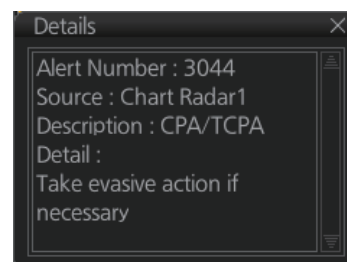 Details
Alert Number : 3044
Source : Chart Radar1
Description : CPA/TCPA
Detail :
Take evasive action if
necessary